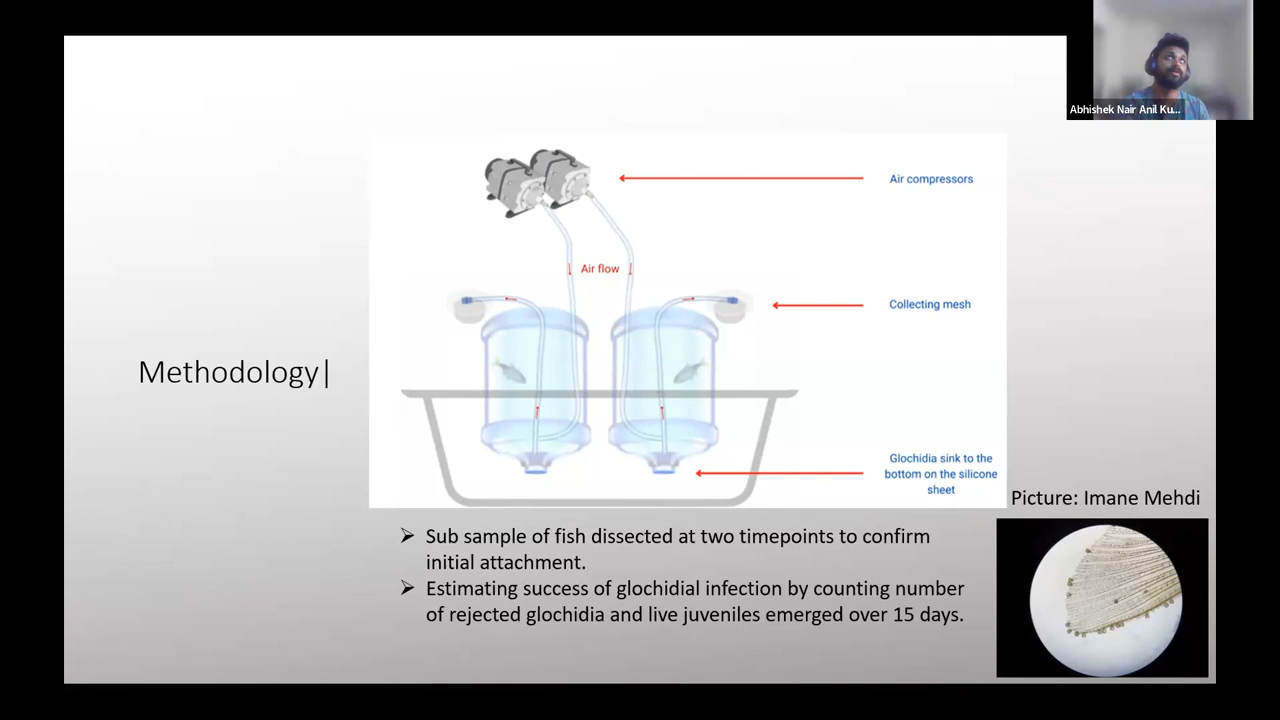 Abhishek Nair Anil Ku...
Air compressors
Air flow
Collecting mesh
Methodology|
Glochidia sink to the
bottom on the silicone
sheet
Picture: Imane Mehdi
➢ Sub sample of fish dissected at two timepoints to confirm
initial attachment.
➢ Estimating success of glochidial infection by counting number
of rejected glochidia and live juveniles emerged over 15 days.